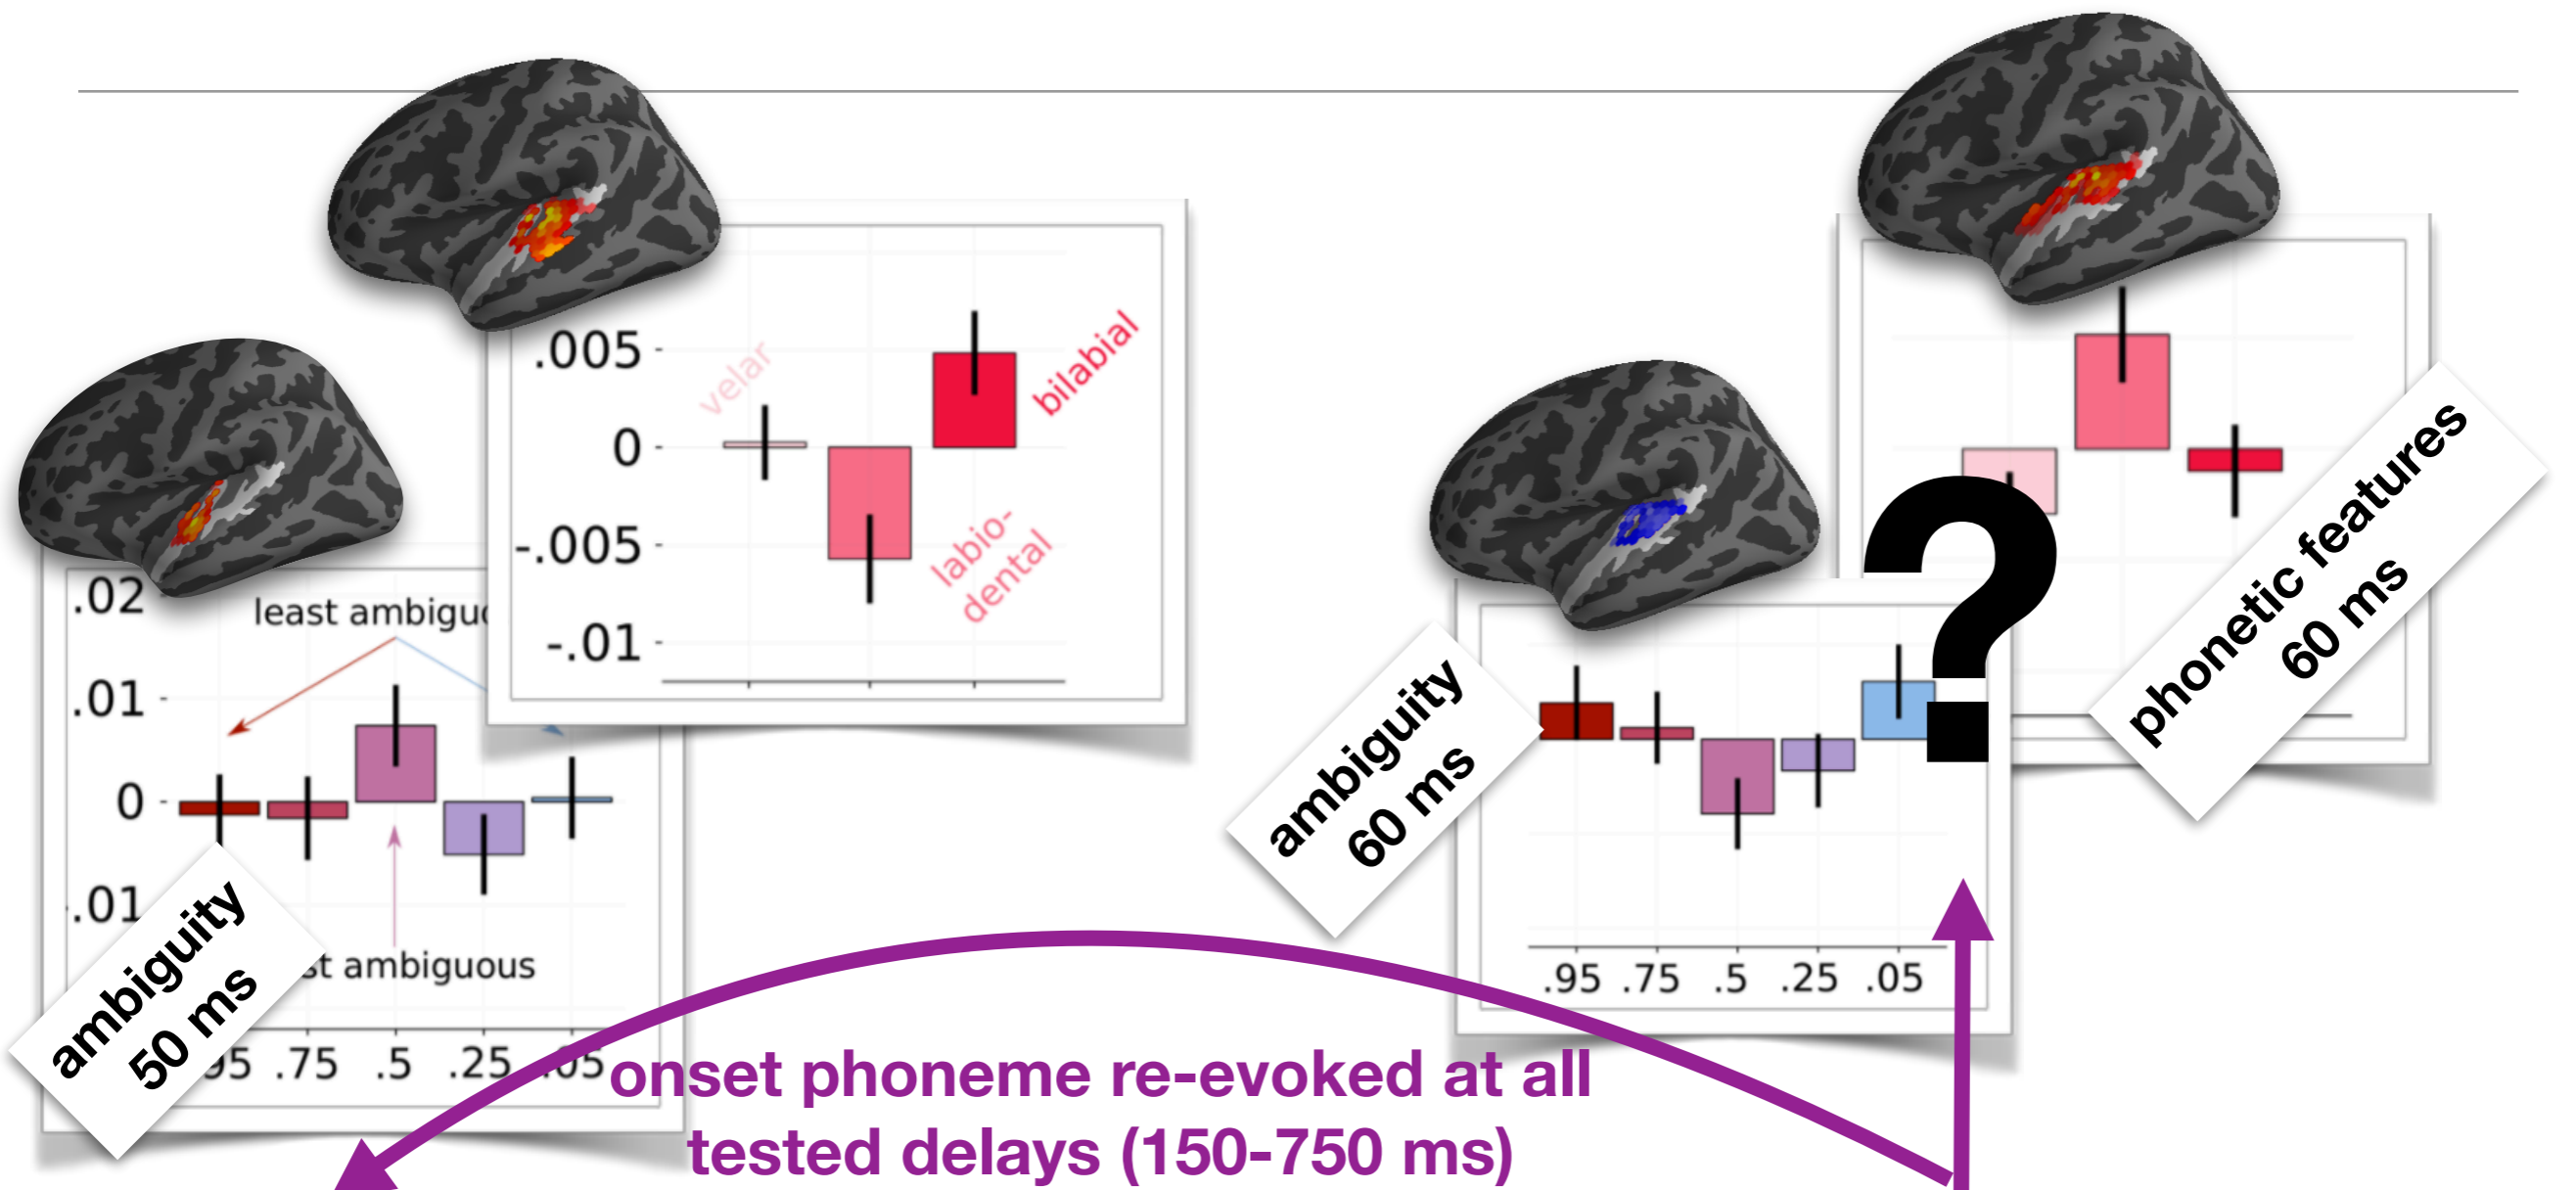 .005
0
-.005
-.01
velar
bilabial
labio-
dental
.02
.01
0
.01
least
ambiguous
.75
.5
.25
.05
ambiguity
50 ms
ambiguity
60 ms
.95
.75
.5
.25
.05
?
phonetic features
60 ms
onset phoneme re-evoked at all
tested delays (150-750 ms)